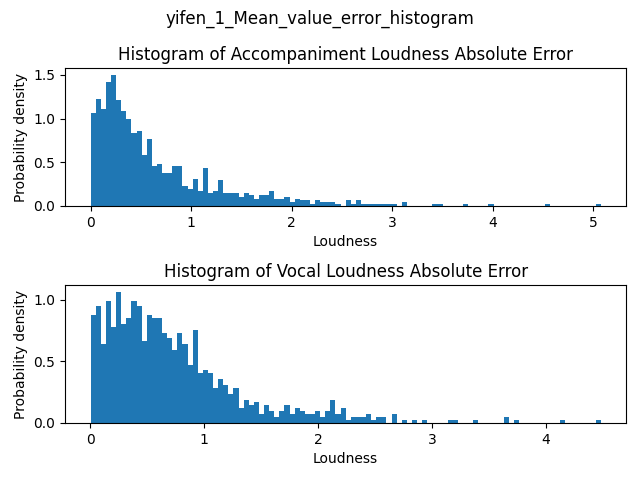 yifen_1_Mean_value_error_histogram
Histogram of Accompaniment Loudness Absolute Error
Probability density
1.5
1.0
0.5
0.0
0 1 2 3 4 5
Loudness
Histogram of Vocal Loudness Absolute Error
Probability density
1.0
0.5
0.0
0 1 2 3 4
Loudness